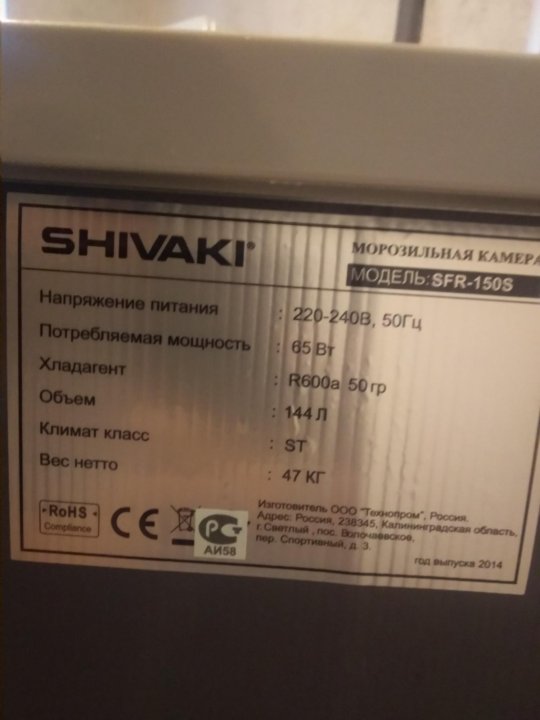 SHIVAKI®
МОРОЗИЛЬНАЯ КАМЕРА
МОДЕЛЬ: SFR-150S
Напряжение питания : 220-240В, 50Гц
Потребляемая мощность : 65 Вт
Хладагент : R600a 50гр
Объем : 144 Л
Климат класс : ST
Вес нетто : 47 КГ
RoHS
Compliance
CE
РСТ
АИ58
Изготовитель ООО "Технопром", Россия.
Адрес: Россия, 238345, Калининградская область,
г.Светлый , пос. Волочаевское,
пер. Спортивный, д. 3.
год выпуска 2014